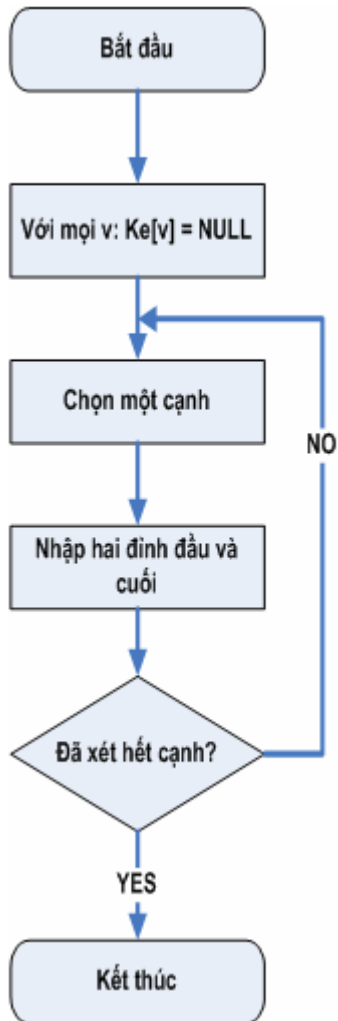 Bắt đầu
Với mọi v: Ke[v] = NULL
Chọn một cạnh
NO
Nhập hai đỉnh đầu và
cuối
Đã xét hết cạnh?
YES
Kết thúc